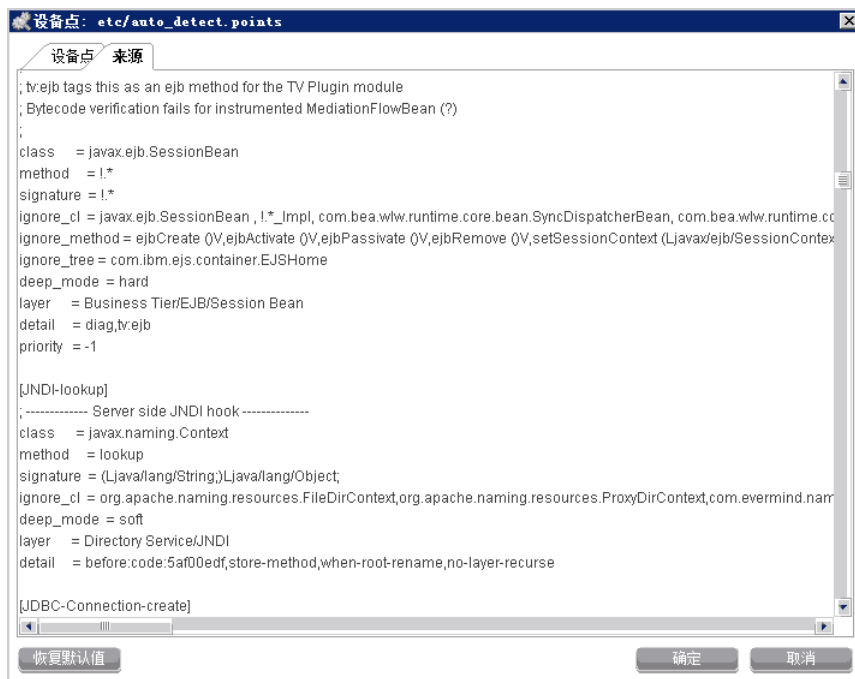 设备点: etc/auto_detect.points
设备点 来源
; tv:ejb tags this as an ejb method for the TV Plugin module
; Bytecode verification fails for instrumented MediationFlowBean (?)
;
class = javax.ejb.SessionBean
method = !.*
signature = !.*
ignore_cl = javax.ejb.SessionBean , !.*_Impl, com.bea.wlw.runtime.core.bean.SyncDispatcherBean, com.bea.wlw.runtime.co
ignore_method = ejbCreate ()V,ejbActivate ()V,ejbPassivate ()V,ejbRemove ()V,setSessionContext (Ljavax/ejb/SessionContex
ignore_tree = com.ibm.ejs.container.EJSHome
deep_mode = hard
layer = Business Tier/EJB/Session Bean
detail = diag,tv:ejb
priority = -1
[JNDI-lookup]
; ------------- Server side JNDI hook --------------
class = javax.naming.Context
method = lookup
signature = (Ljava/lang/String;)Ljava/lang/Object;
ignore_cl = org.apache.naming.resources.FileDirContext,org.apache.naming.resources.ProxyDirContext,com.evermind.nam
deep_mode = soft
layer = Directory Service/JNDI
detail = before:code:5af00edf,store-method,when-root-rename,no-layer-recurse
[JDBC-Connection-create]
恢复默认值 确定 取消